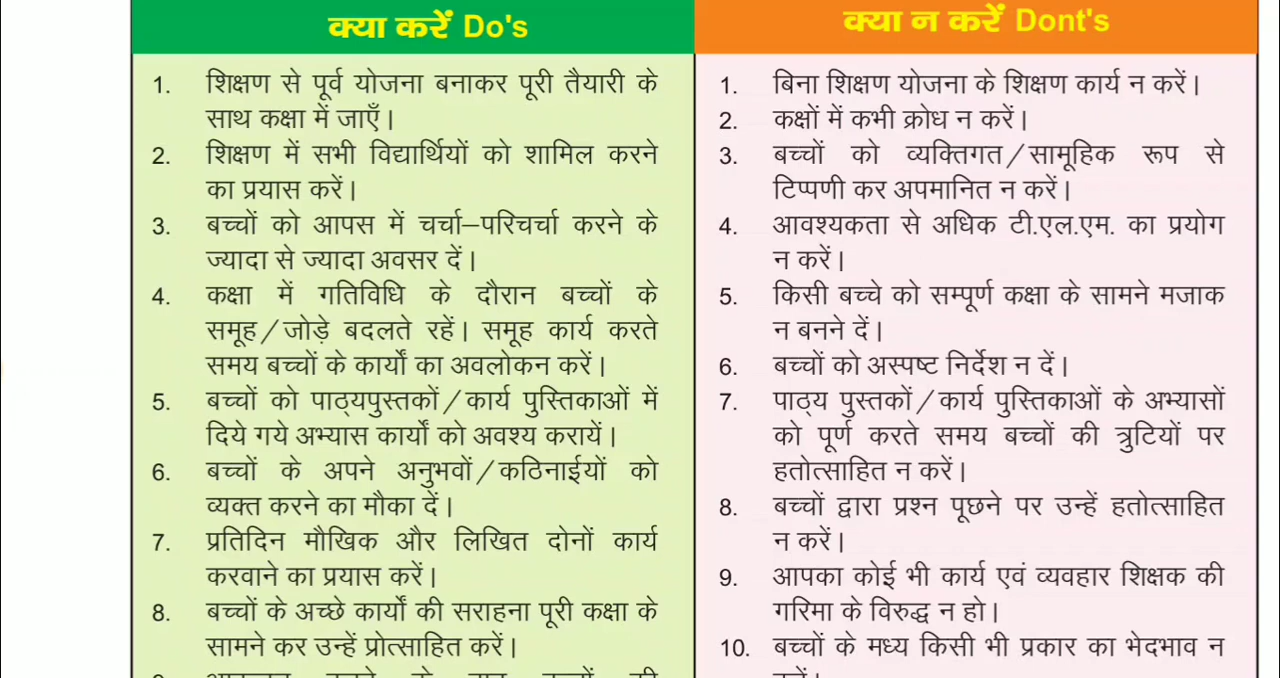 क्या करें Do's
1. शिक्षण से पूर्व योजना बनाकर पूरी तैयारी के
साथ कक्षा में जाएँ।
2. शिक्षण में सभी विद्यार्थियों को शामिल करने
का प्रयास करें।
3. बच्चों को आपस में चर्चा–परिचर्चा करने के
ज्यादा से ज्यादा अवसर दें।
4. कक्षा में गतिविधि के दौरान बच्चों के
समूह/जोड़े बदलते रहें। समूह कार्य करते
समय बच्चों के कार्यों का अवलोकन करें।
5. बच्चों को पाठ्यपुस्तकों/कार्य पुस्तिकाओं में
दिये गये अभ्यास कार्यों को अवश्य करायें।
6. बच्चों के अपने अनुभवों/कठिनाईयों को
व्यक्त करने का मौका दें।
7. प्रतिदिन मौखिक और लिखित दोनों कार्य
करवाने का प्रयास करें।
8. बच्चों के अच्छे कार्यों की सराहना पूरी कक्षा के
सामने कर उन्हें प्रोत्साहित करें।
क्या न करें Dont's
1. बिना शिक्षण योजना के शिक्षण कार्य न करें।
2. कक्षों में कभी क्रोध न करें।
3. बच्चों को व्यक्तिगत/सामूहिक रूप से
टिप्पणी कर अपमानित न करें।
4. आवश्यकता से अधिक टी.एल.एम. का प्रयोग
न करें।
5. किसी बच्चे को सम्पूर्ण कक्षा के सामने मजाक
न बनने दें।
6. बच्चों को अस्पष्ट निर्देश न दें।
7. पाठ्य पुस्तकों/कार्य पुस्तिकाओं के अभ्यासों
को पूर्ण करते समय बच्चों की त्रुटियों पर
हतोत्साहित न करें।
8. बच्चों द्वारा प्रश्न पूछने पर उन्हें हतोत्साहित
न करें।
9. आपका कोई भी कार्य एवं व्यवहार शिक्षक की
गरिमा के विरुद्ध न हो।
10. बच्चों के मध्य किसी भी प्रकार का भेदभाव न
करें।